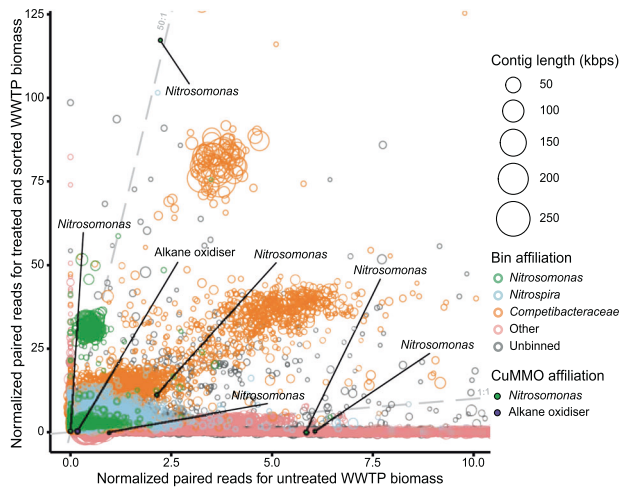 125
100
75
50
25
0
0.0
2.5
5.0
7.5
10.0
Normalized paired reads for treated and sorted WWTP biomass
Normalized paired reads for untreated WWTP biomass
50:1
1:1
Nitrosomonas
Nitrosomonas
Alkane oxidiser
Nitrosomonas
Nitrosomonas
Nitrosomonas
Nitrosomonas
Contig length (kbps)
50
100
150
200
250
Bin affiliation
Nitrosomonas
Nitrospira
Competibacteraceae
Other
Unbinned
CuMMO affiliation
Nitrosomonas
Alkane oxidiser